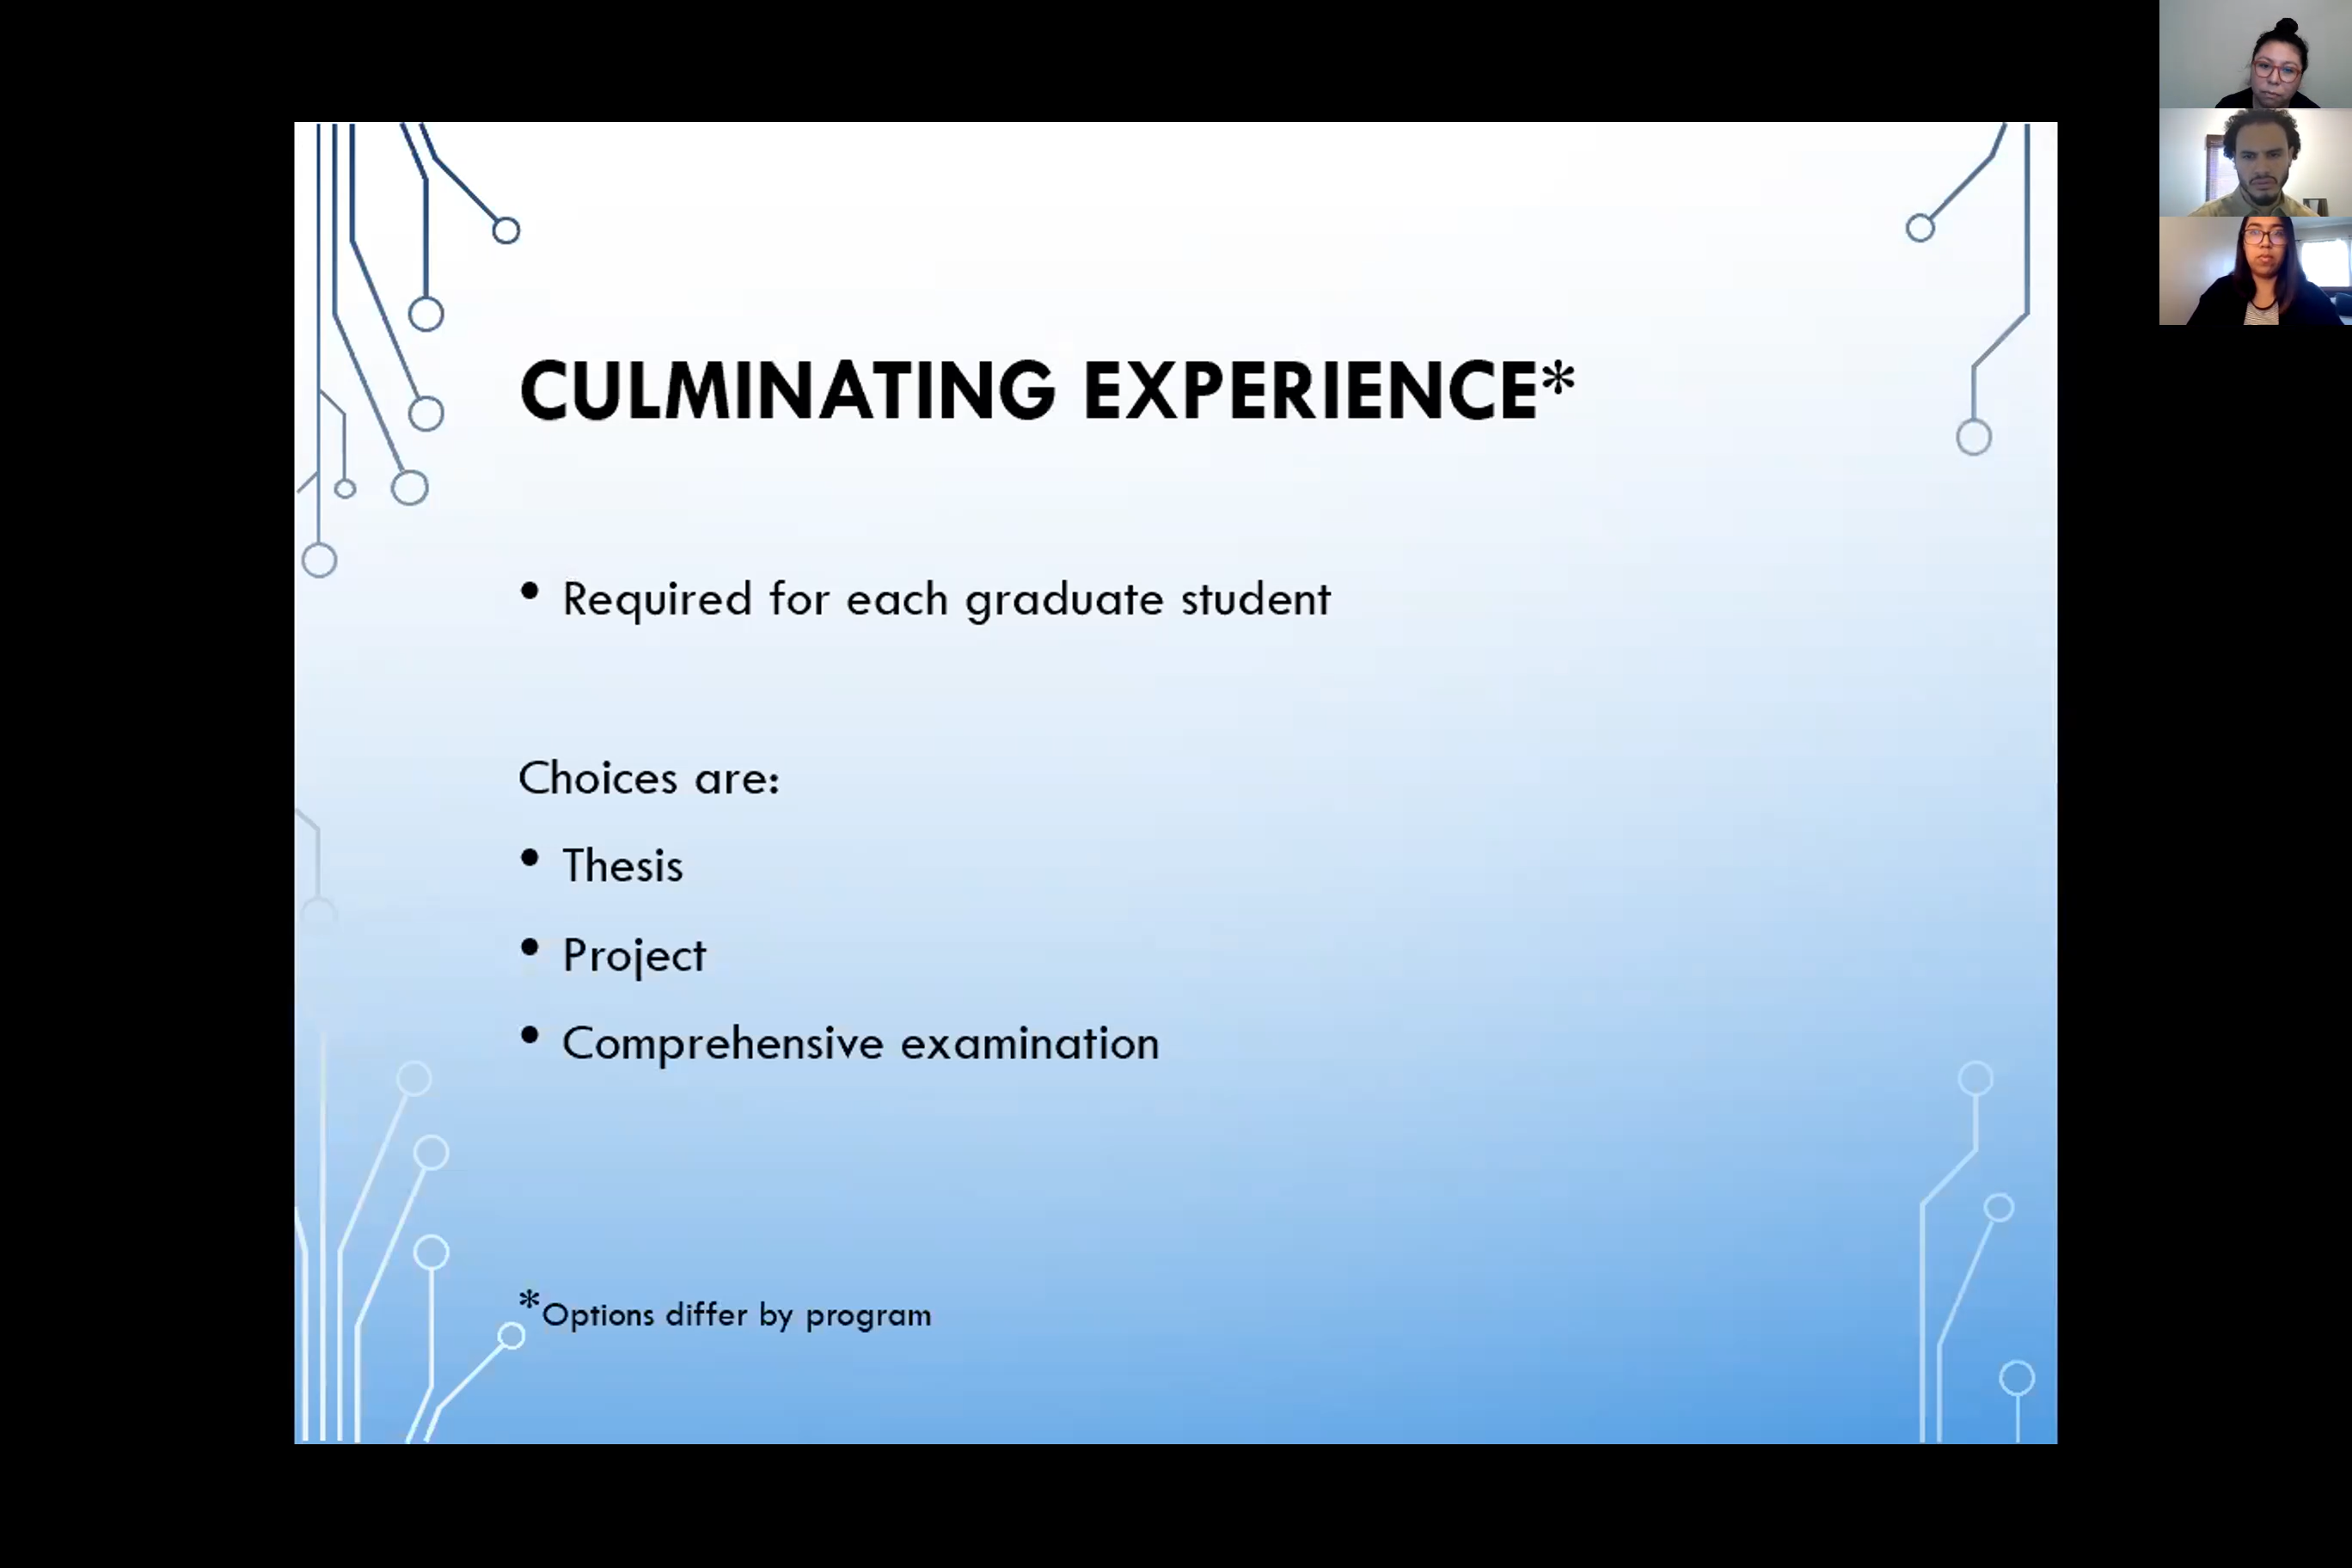 CULMINATING EXPERIENCE*
• Required for each graduate student
Choices are:
• Thesis
• Project
• Comprehensive examination
*Options differ by program